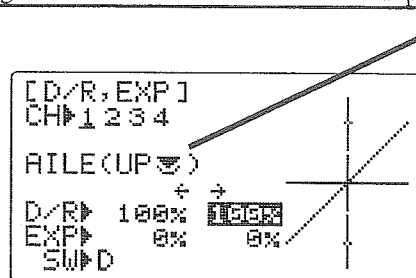 [D/R,EXP]
CH▶1234
AILE(UP)
← →
D/R▶ 100%
EXP▶ 0% 0%
SW▶D